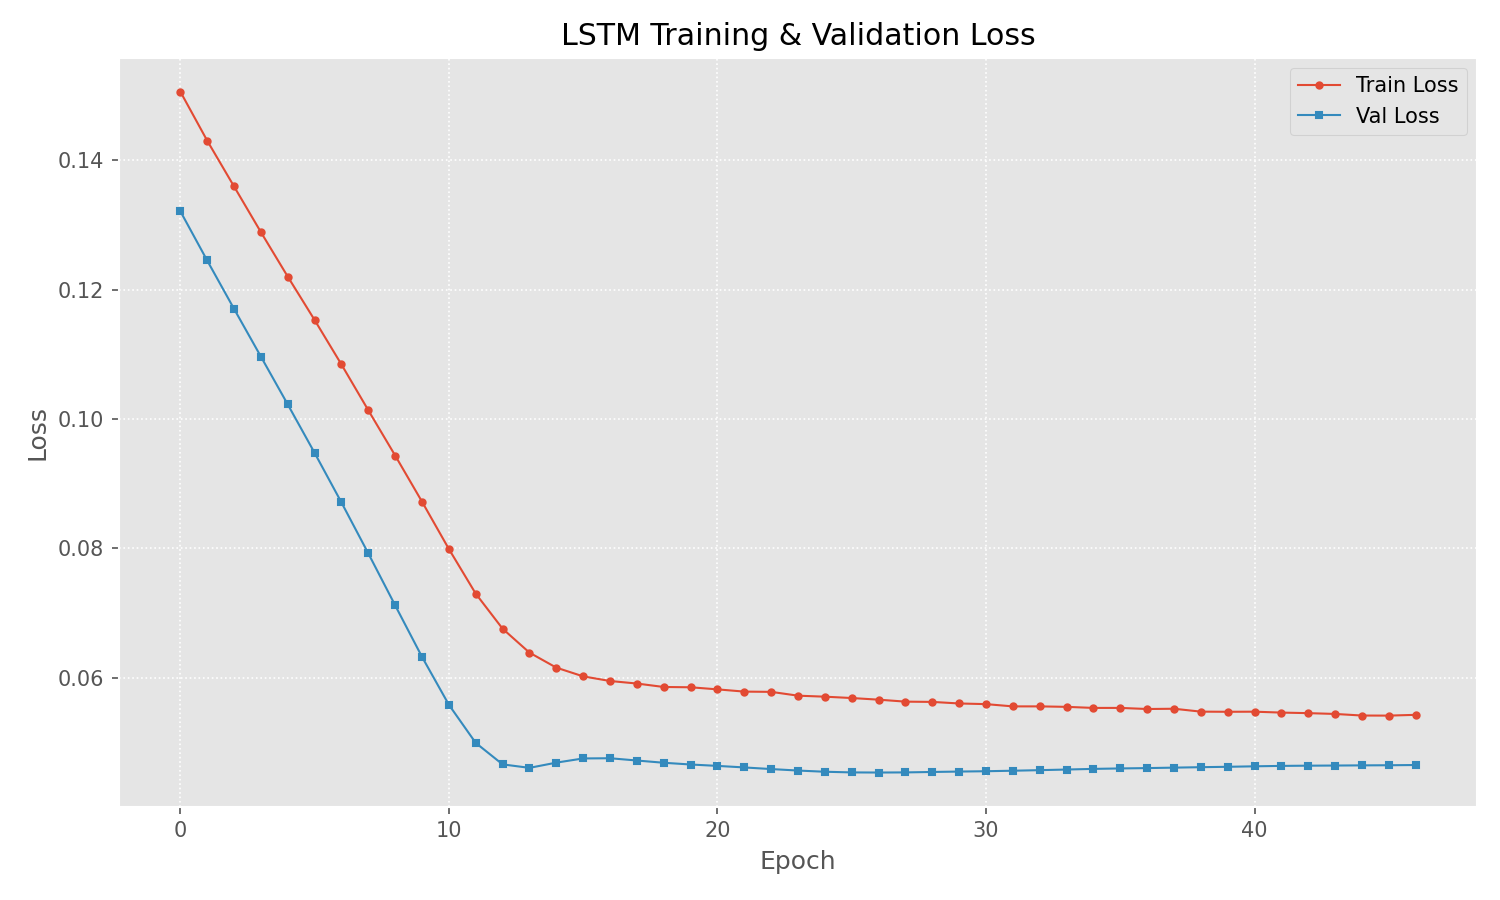 LSTM Training & Validation Loss
Train Loss
Val Loss
0.14
0.12
0.10
0.08
0.06
Loss
0 10 20 30 40
Epoch